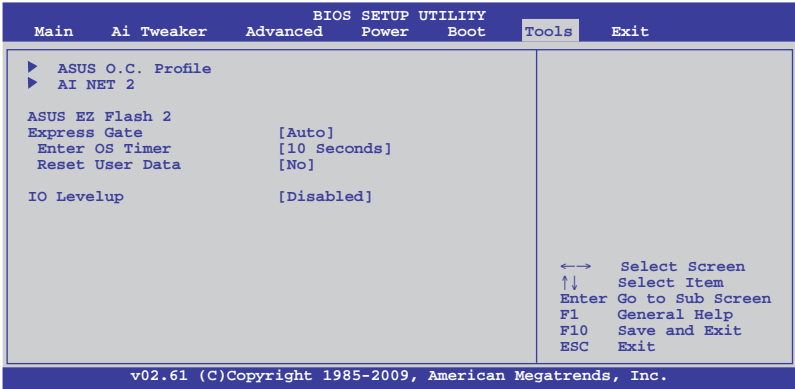 BIOS SETUP UTILITY
Main Ai Tweaker Advanced Power Boot Tools Exit
ASUS O.C. Profile
AI NET 2
ASUS EZ Flash 2
Express Gate [Auto]
Enter OS Timer [10 Seconds]
Reset User Data [No]
IO Levelup [Disabled]
←→ Select Screen
↑↓ Select Item
Enter Go to Sub Screen
F1 General Help
F10 Save and Exit
ESC Exit
v02.61 (C)Copyright 1985-2009, American Megatrends, Inc.